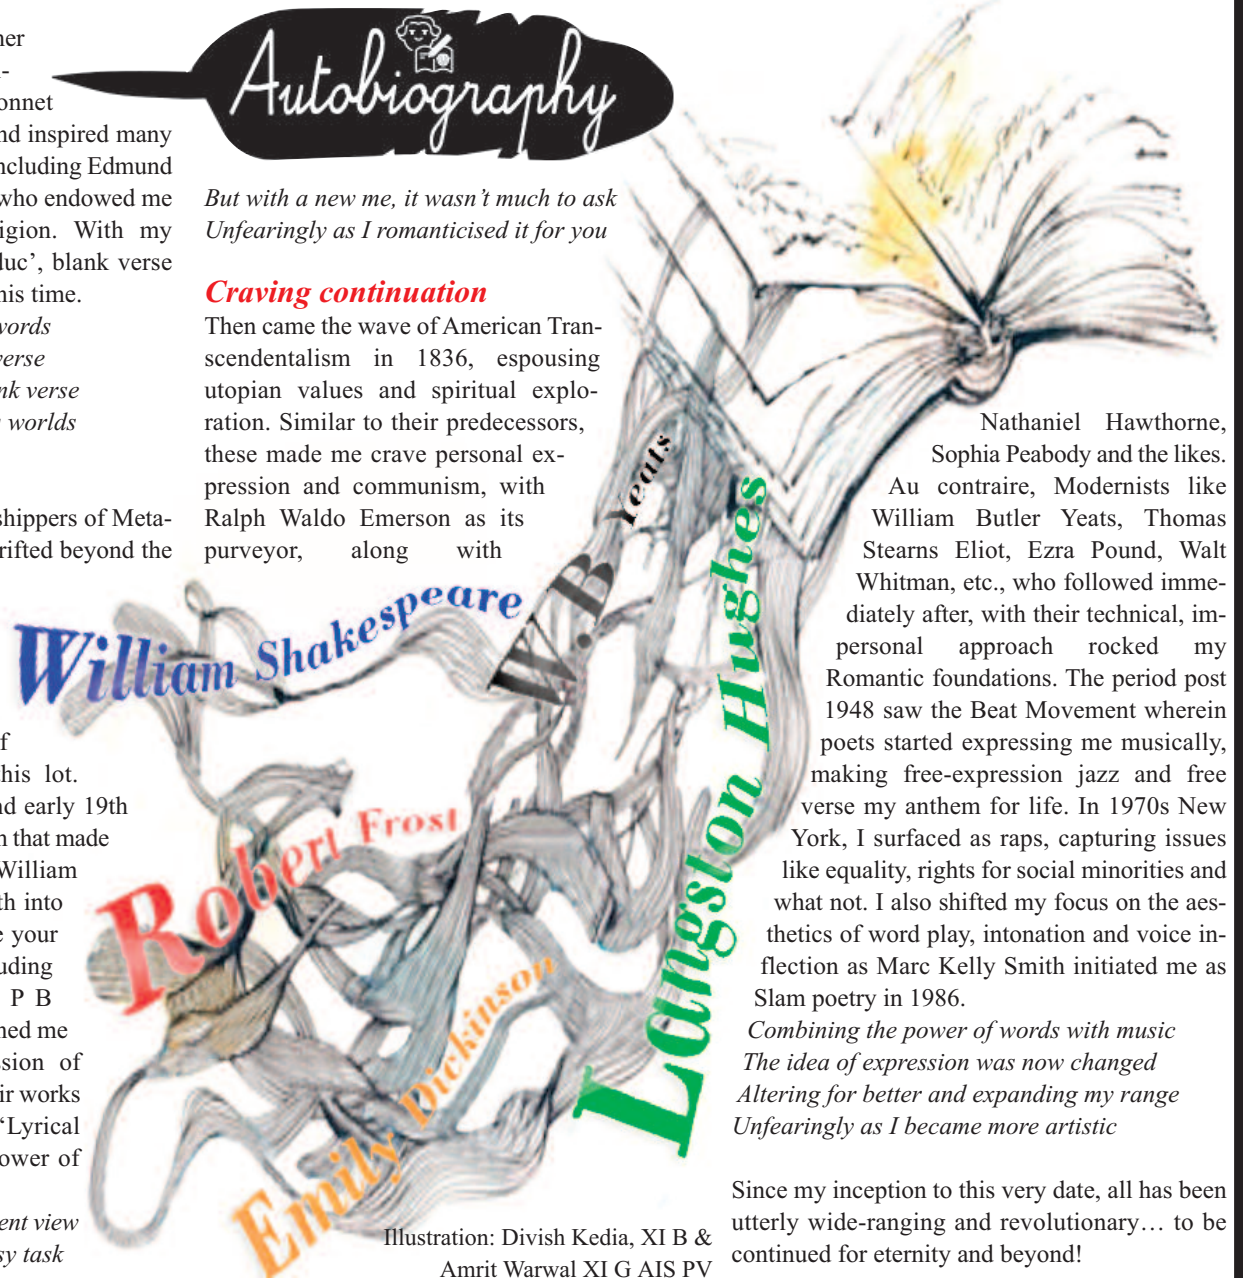 ner
onnet
nd inspired many
ncluding Edmund
who endowed me
igion. With my
duc’, blank verse
his time.
words
verse
nk verse
worlds
shippers of Meta-
rifted beyond the
f
his lot.
nd early 19th
n that made
William
th into
e your
uding
P B
ned me
ssion of
ir works
‘Lyrical
ower of
ent view
sy task
Autobiography
But with a new me, it wasn’t much to ask
Unfearingly as I romanticised it for you
Craving continuation
Then came the wave of American Tran-
scendentalism in 1836, espousing
utopian values and spiritual explo-
ration. Similar to their predecessors,
these made me crave personal ex-
pression and communism, with
Ralph Waldo Emerson as its
purveyor, along with
William Shakespeare
W.B Yeats
Robert Frost
Emily Dickinson
Langston Hughes
Illustration: Divish Kedia, XI B &
Amrit Warwal XI G AIS PV
Nathaniel Hawthorne,
Sophia Peabody and the likes.
Au contraire, Modernists like
William Butler Yeats, Thomas
Stearns Eliot, Ezra Pound, Walt
Whitman, etc., who followed imme-
diately after, with their technical, im-
personal approach rocked my
Romantic foundations. The period post
1948 saw the Beat Movement wherein
poets started expressing me musically,
making free-expression jazz and free
verse my anthem for life. In 1970s New
York, I surfaced as raps, capturing issues
like equality, rights for social minorities and
what not. I also shifted my focus on the aes-
thetics of word play, intonation and voice in-
flection as Marc Kelly Smith initiated me as
Slam poetry in 1986.
Combining the power of words with music
The idea of expression was now changed
Altering for better and expanding my range
Unfearingly as I became more artistic
Since my inception to this very date, all has been
utterly wide-ranging and revolutionary… to be
continued for eternity and beyond!